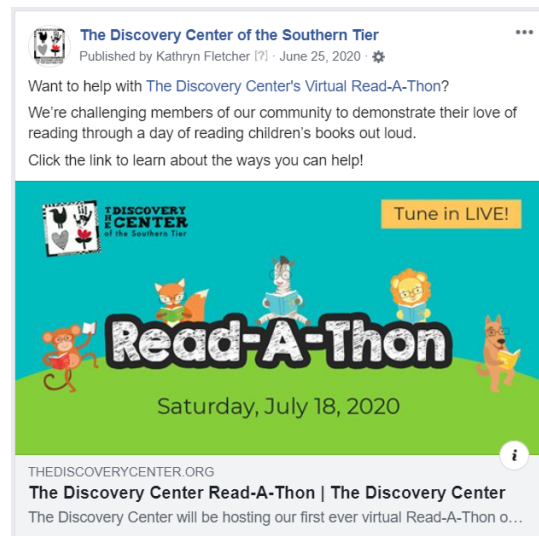 The Discovery Center of the Southern Tier
Published by Kathryn Fletcher [?] · June 25, 2020 ·
Want to help with The Discovery Center's Virtual Read-A-Thon?
We're challenging members of our community to demonstrate their love of
reading through a day of reading children's books out loud.
Click the link to learn about the ways you can help!
THE DISCOVERY
CENTER
of the Southern Tier
Tune in LIVE!
Read-A-Thon
Saturday, July 18, 2020
i
THEDISCOVERYCENTER.ORG
The Discovery Center Read-A-Thon | The Discovery Center
The Discovery Center will be hosting our first ever virtual Read-A-Thon o...